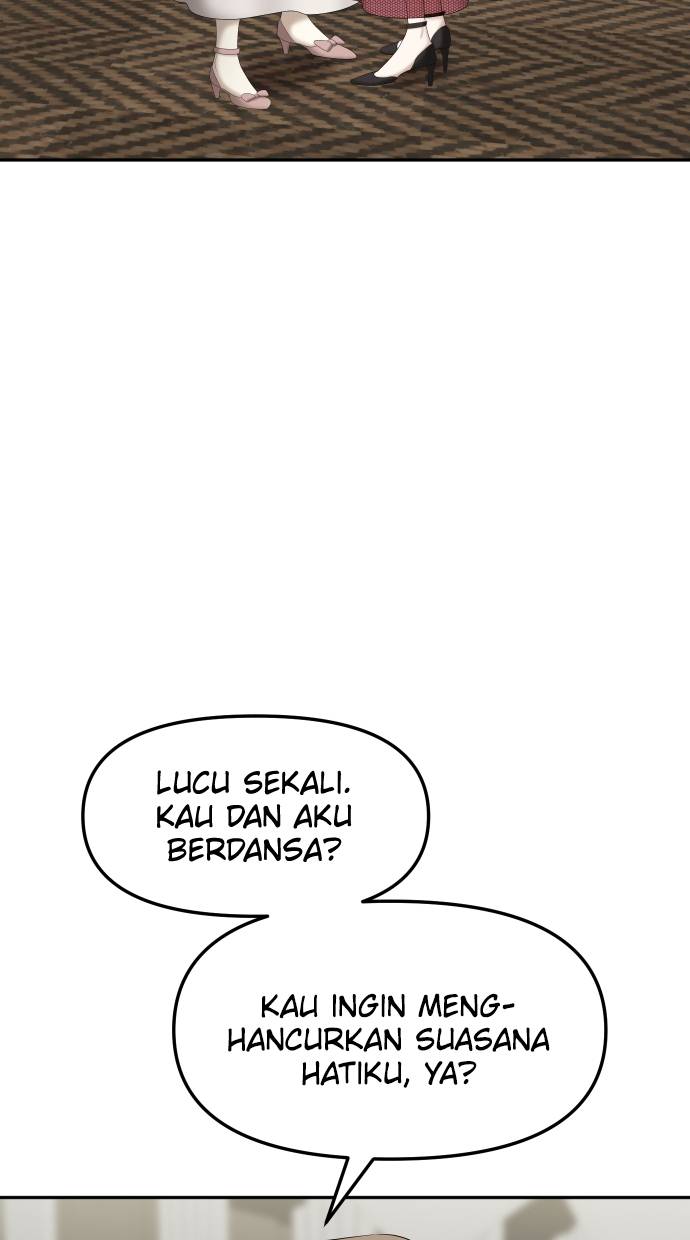 LUCU SEKALI.
KAU DAN AKU
BERDANSA?
KAU INGIN MENG-
HANCURKAN SUASANA
HATIKU, YA?